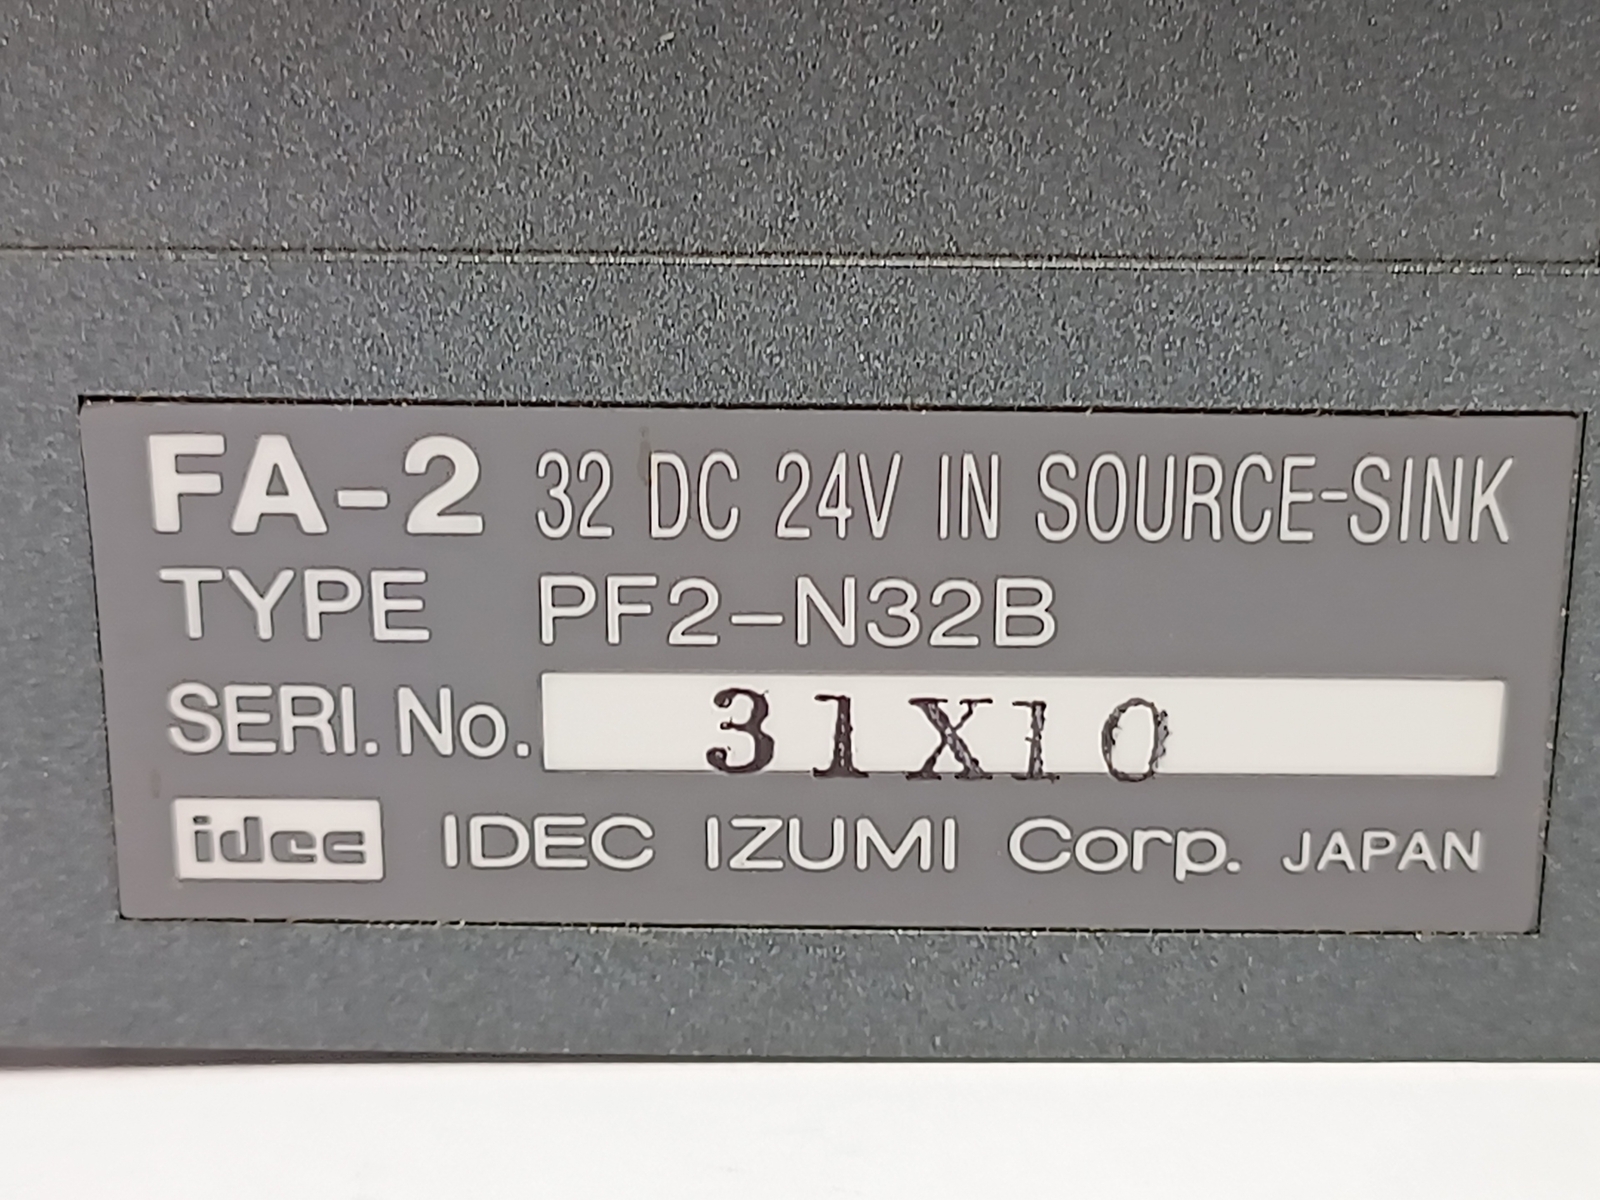 FA-2 32 DC 24V IN SOURCE-SINK
TYPE PF2-N32B
SERI. No. 31X10
idec IDEC IZUMI Corp. JAPAN